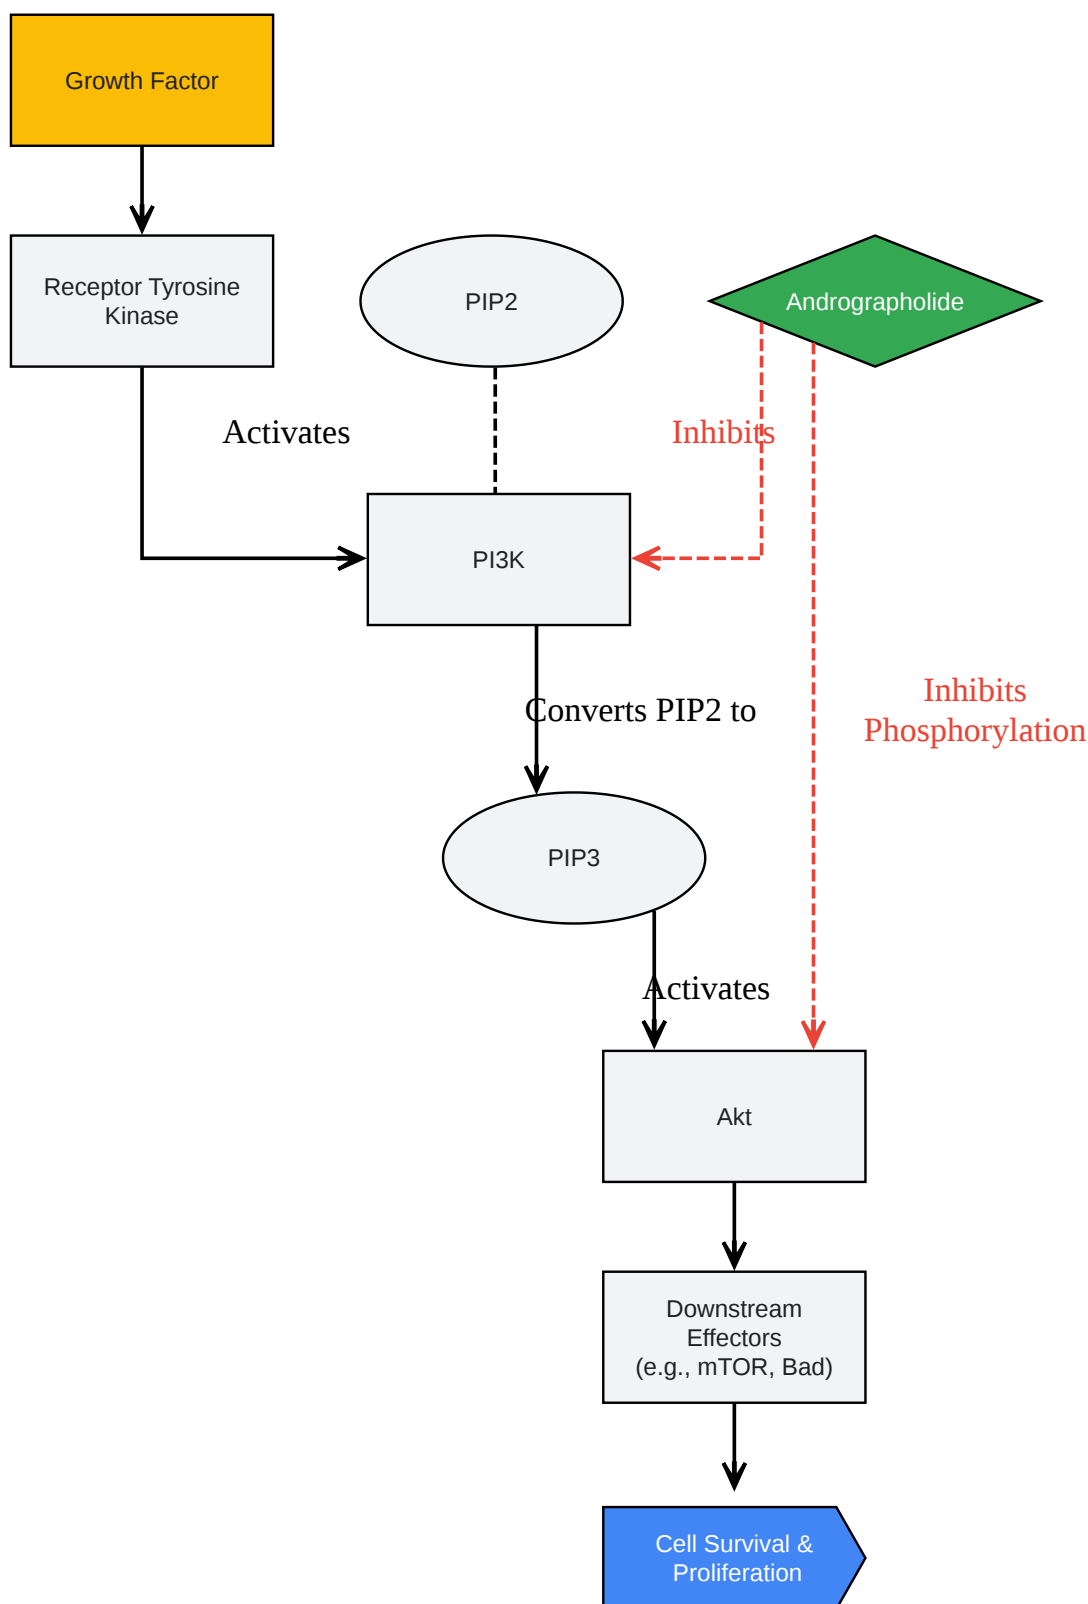 Growth Factor
Receptor Tyrosine
Kinase
PIP2
Andrographolide
Activates
Inhibits
PI3K
Converts PIP2 to
Inhibits
Phosphorylation
PIP3
Activates
Akt
Downstream
Effectors
(e.g., mTOR, Bad)
Cell Survival &
Proliferation